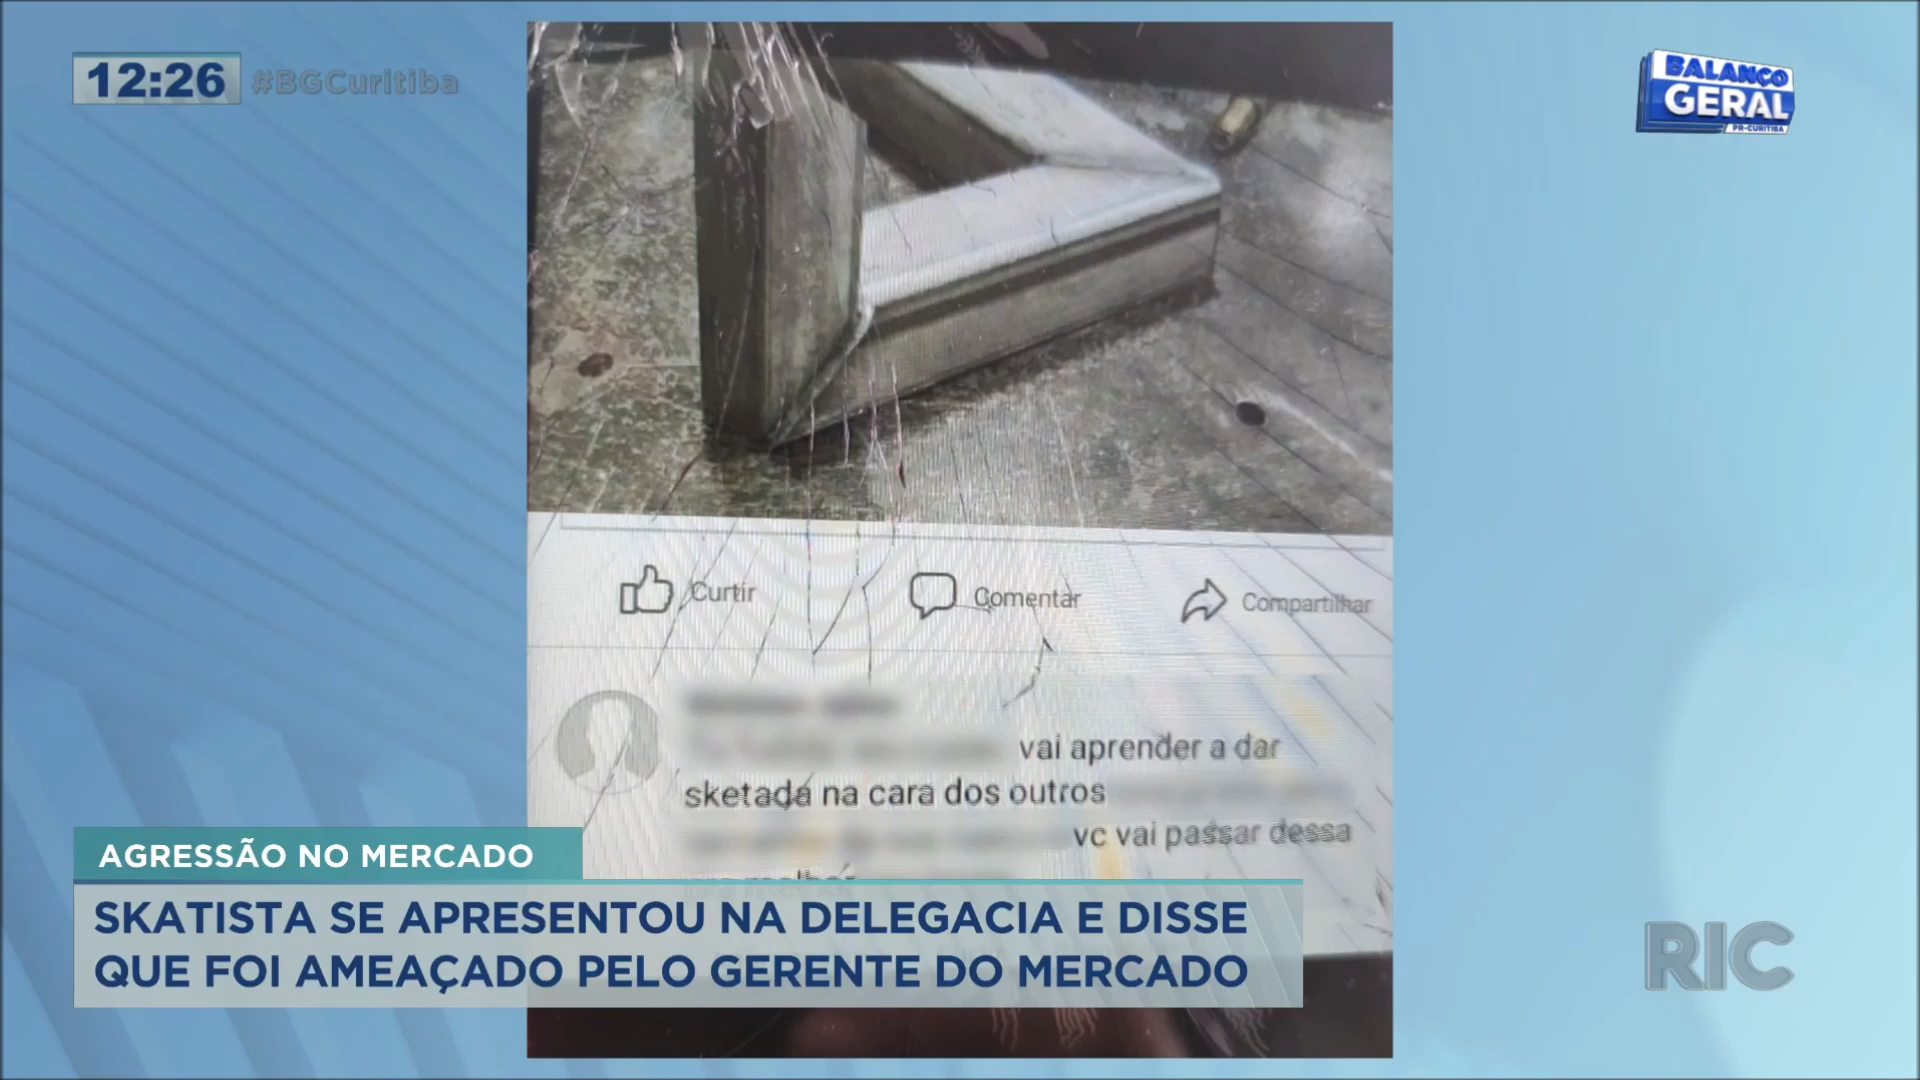 12:26 #BGCuritiba
BALANÇO
GERAL
PR-CURITIBA
Curtir
Comentar
Compartilhar
vai aprender a dar
sketada na cara dos outros
vc vai passar dessa
AGRESSÃO NO MERCADO
SKATISTA SE APRESENTOU NA DELEGACIA E DISSE
QUE FOI AMEAÇADO PELO GERENTE DO MERCADO
RIC